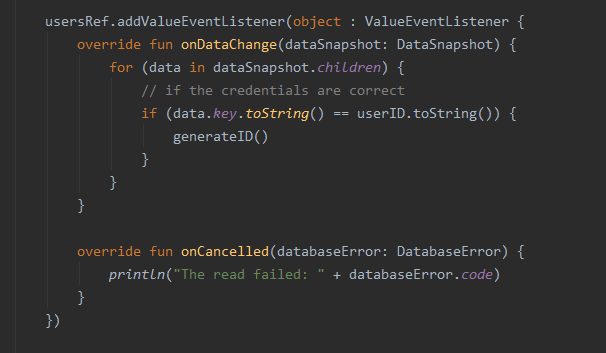 usersRef.addValueEventListener(object : ValueEventListener {
override fun onDataChange(dataSnapshot: DataSnapshot) {
for (data in dataSnapshot.children) {
// if the credentials are correct
if (data.key.toString() == userID.toString()) {
generateID()
}
}
}
override fun onCancelled(databaseError: DatabaseError) {
println("The read failed: " + databaseError.code)
}
})